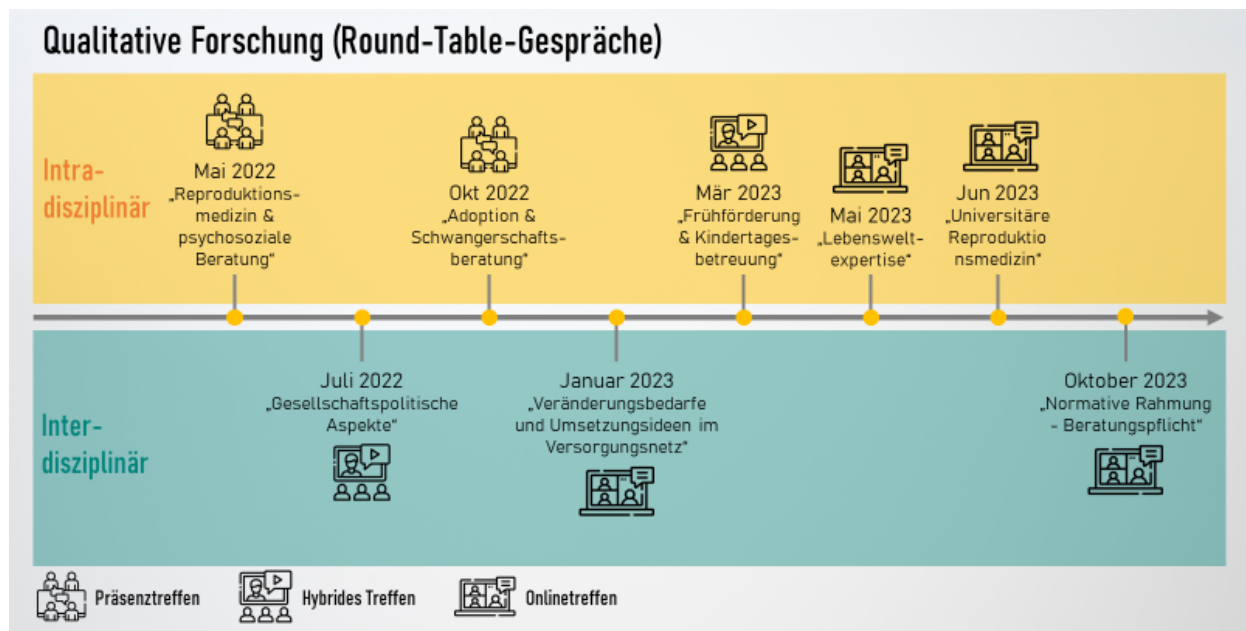 Qualitative Forschung (Round-Table-Gespräche)
Intra-
disziplinär
Mai 2022
„Reproduktions-
medizin &
psychosoziale
Beratung“
Okt 2022
„Adoption &
Schwangerschafts-
beratung“
Mär 2023
„Frühförderung
& Kindertages-
betreuung“
Mai 2023
„Lebenswelt-
expertise“
Jun 2023
„Universitäre
Reproduktio
nsmedizin“
Inter-
disziplinär
Juli 2022
„Gesellschaftspolitische
Aspekte“
Januar 2023
„Veränderungsbedarfe
und Umsetzungsideen im
Versorgungsnetz“
Oktober 2023
„Normative Rahmung
- Beratungspflicht“
Präsenztreffen
Hybrides Treffen
Onlinetreffen